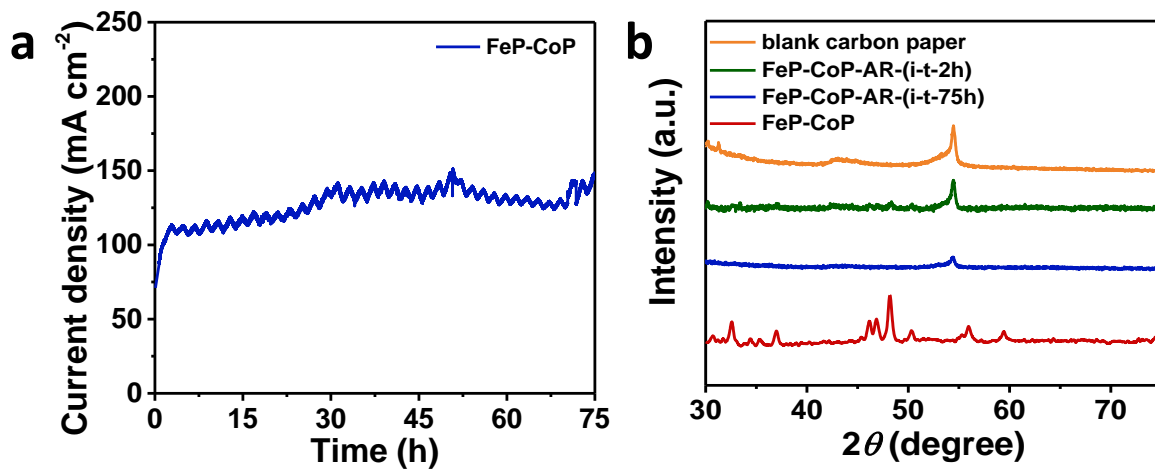 a
FeP-CoP
Current density (mA cm⁻²)
250
200
150
100
50
0
0 15 30 45 60 75
Time (h)
b
blank carbon paper
FeP-CoP-AR-(i-t-2h)
FeP-CoP-AR-(i-t-75h)
FeP-CoP
Intensity (a.u.)
30 40 50 60 70
2θ (degree)